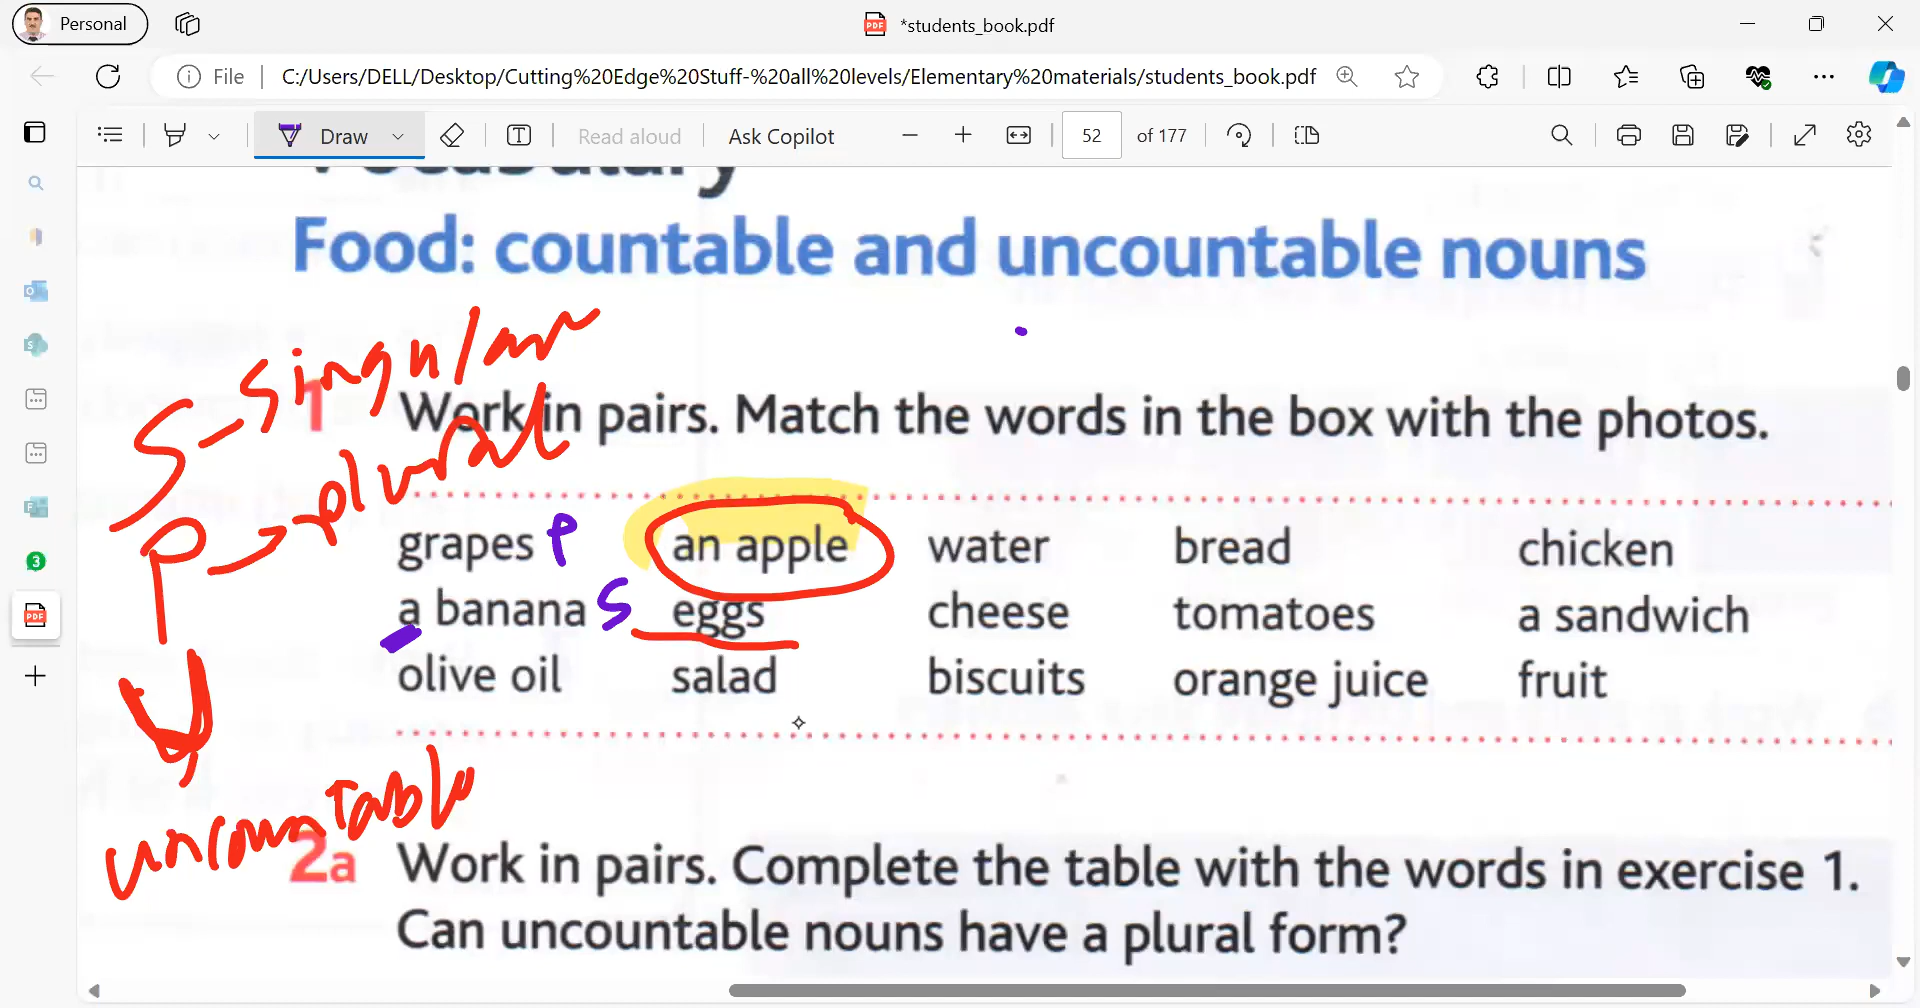 Personal
*students_book.pdf
File
C:/Users/DELL/Desktop/Cutting%20Edge%20Stuff-%20all%20levels/Elementary%20materials/students_book.pdf
Draw
Read aloud
Ask Copilot
52 of 177
Vocabulary
Food: countable and uncountable nouns
S singular
1 Work in pairs. Match the words in the box with the photos.
P plural
grapes P an apple water bread chicken
a banana S eggs cheese tomatoes a sandwich
olive oil salad biscuits orange juice fruit
U
uncountable
2a Work in pairs. Complete the table with the words in exercise 1.
Can uncountable nouns have a plural form?
3
PDF